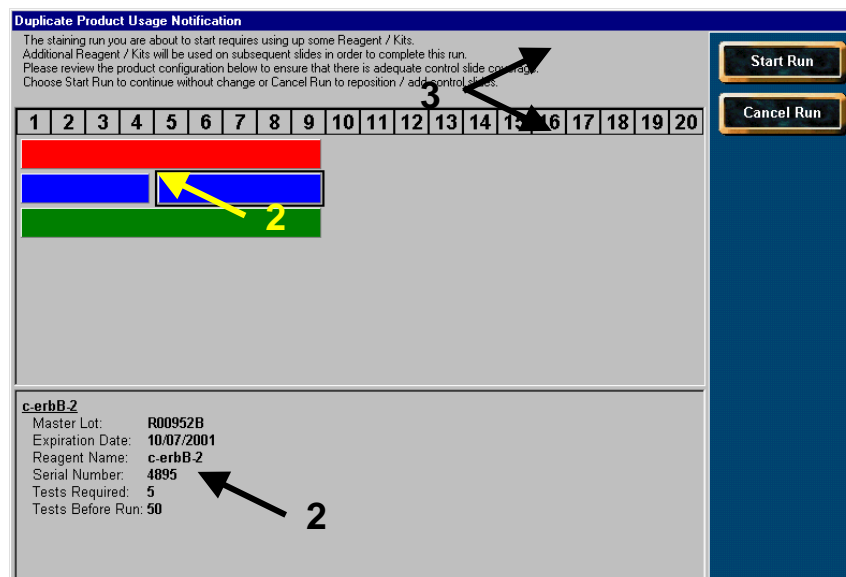 Duplicate Product Usage Notification
The staining run you are about to start requires using up some Reagent / Kits.
Additional Reagent / Kits will be used on subsequent slides in order to complete this run.
Please review the product configuration below to ensure that there is adequate control slide coverage.
Choose Start Run to continue without change or Cancel Run to reposition / add control slides.
3
Start Run
Cancel Run
1 2 3 4 5 6 7 8 9 10 11 12 13 14 15 16 17 18 19 20
2
c-erbB-2
Master Lot: R00952B
Expiration Date: 10/07/2001
Reagent Name: c-erbB-2
Serial Number: 4895
Tests Required: 5
Tests Before Run: 50
2